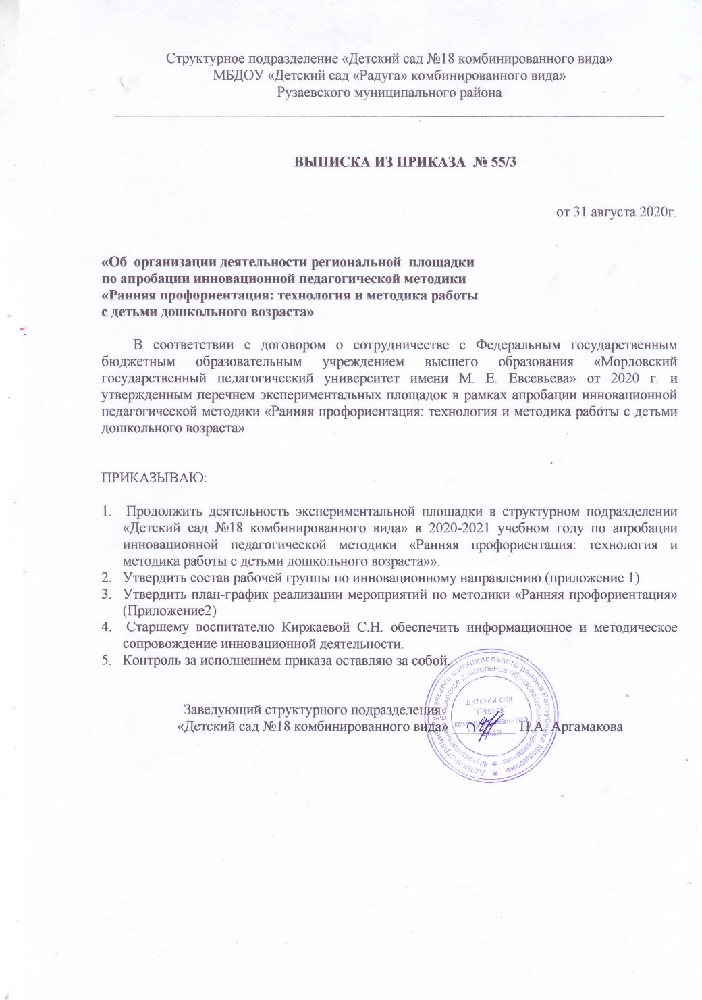 Структурное подразделение «Детский сад №18 комбинированного вида»
МБДОУ «Детский сад «Радуга» комбинированного вида»
Рузаевского муниципального района
ВЫПИСКА ИЗ ПРИКАЗА № 55/3
от 31 августа 2020г.
«Об организации деятельности региональной площадки
по апробации инновационной педагогической методики
«Ранняя профориентация: технология и методика работы
с детьми дошкольного возраста»
В соответствии с договором о сотрудничестве с Федеральным государственным
бюджетным образовательным учреждением высшего образования «Мордовский
государственный педагогический университет имени М. Е. Евсевьева» от 2020 г. и
утвержденным перечнем экспериментальных площадок в рамках апробации инновационной
педагогической методики «Ранняя профориентация: технология и методика работы с детьми
дошкольного возраста»
ПРИКАЗЫВАЮ:
1. Продолжить деятельность экспериментальной площадки в структурном подразделении
«Детский сад №18 комбинированного вида» в 2020-2021 учебном году по апробации
инновационной педагогической методики «Ранняя профориентация: технология и
методика работы с детьми дошкольного возраста»».
2. Утвердить состав рабочей группы по инновационному направлению (приложение 1)
3. Утвердить план-график реализации мероприятий по методики «Ранняя профориентация»
(Приложение2)
4. Старшему воспитателю Киржаевой С.Н. обеспечить информационное и методическое
сопровождение инновационной деятельности.
5. Контроль за исполнением приказа оставляю за собой.
Заведующий структурного подразделения
«Детский сад №18 комбинированного вида» _________ Н.А. Аргамакова
Администрация Рузаевского муниципального района Республики Мордовия
Муниципальное бюджетное дошкольное образовательное учреждение
детский сад
"Радуга"
комбинированного
вида